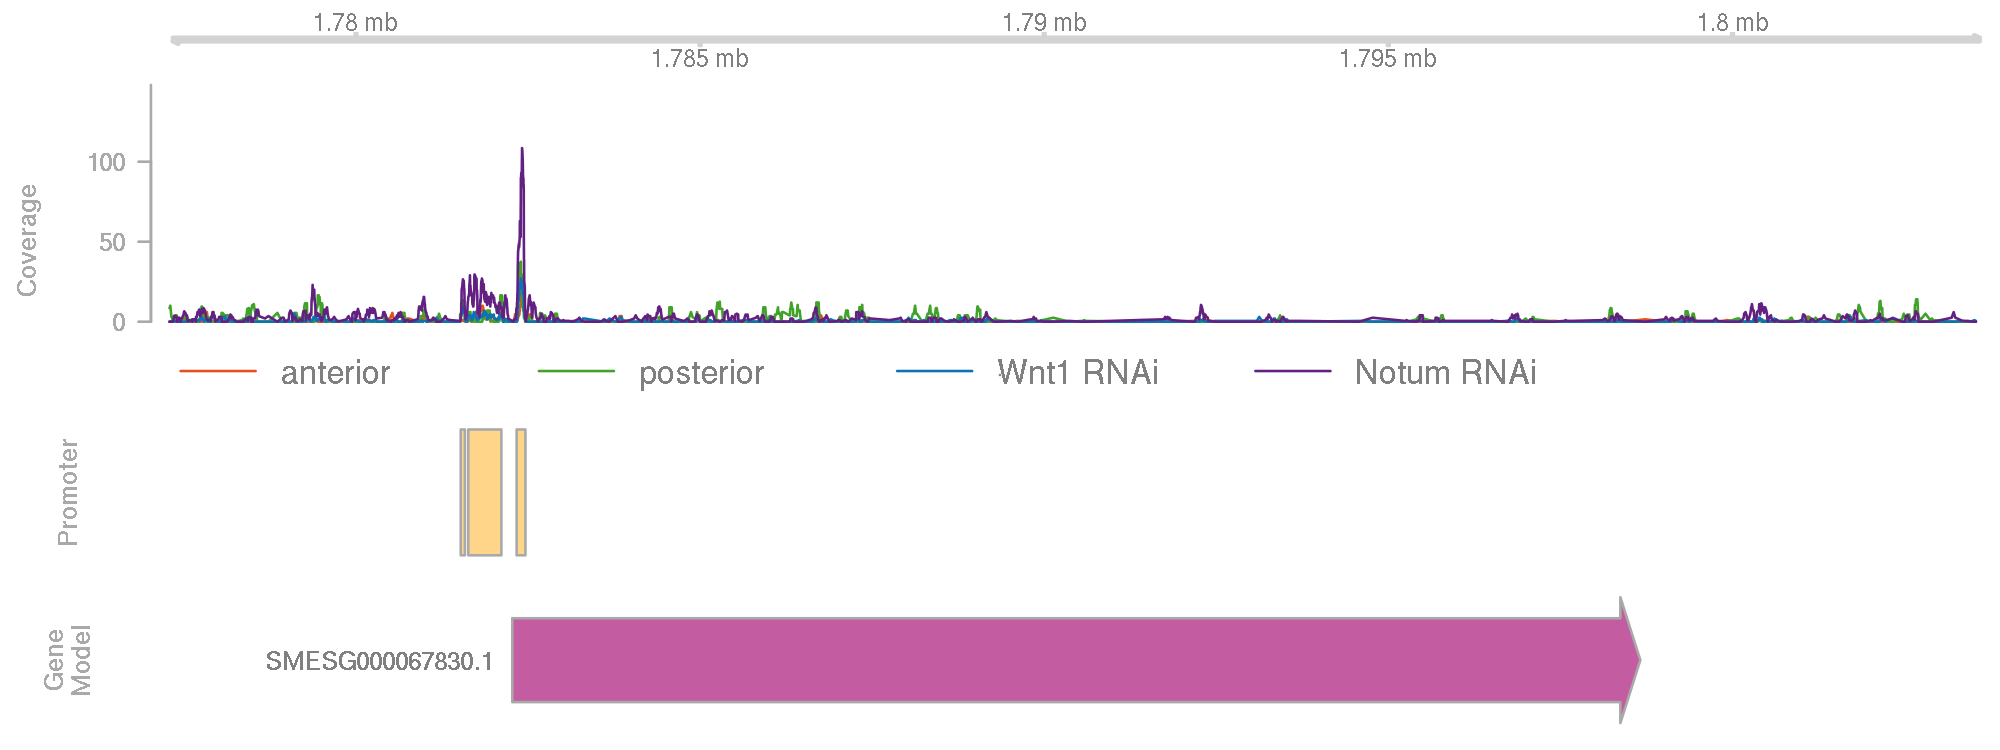 1.78 mb
1.79 mb
1.8 mb
1.785 mb
1.795 mb
Coverage
100
50
0
anterior
posterior
Wnt1 RNAi
Notum RNAi
Promoter
Gene
Model
SMESG000067830.1